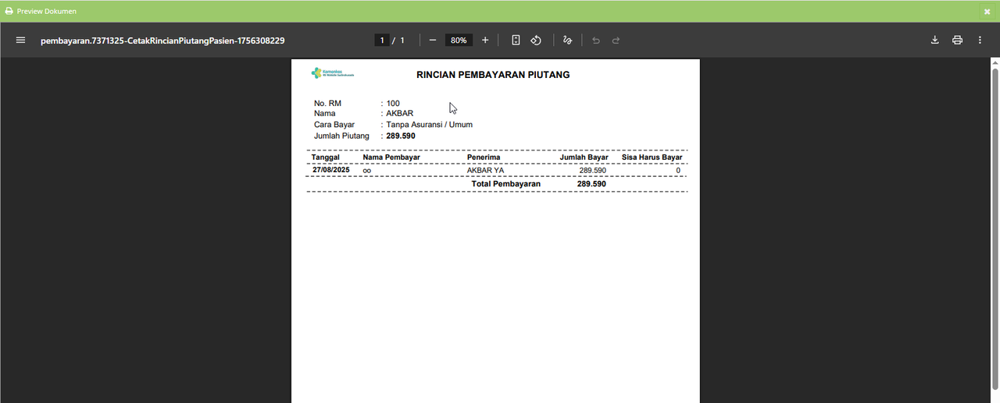 Preview Dokumen
pembayaran.7371325-CetakRincianPiutangPasien-1756308229
1 / 1
80%
Kemenkes
RINCIAN PEMBAYARAN PIUTANG
No. RM : 100
Nama : AKBAR
Cara Bayar : Tanpa Asuransi / Umum
Jumlah Piutang : 289.590
Tanggal Nama Pembayar Penerima Jumlah Bayar Sisa Harus Bayar
27/08/2025 oo AKBAR YA 289.590 0
Total Pembayaran 289.590